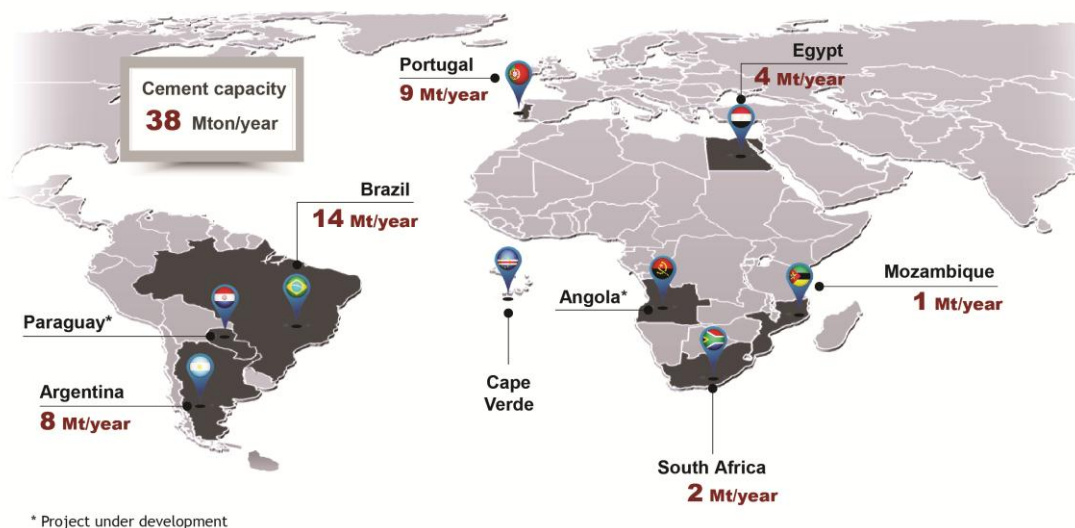 Cement capacity
38 Mton/year
Portugal
9 Mt/year
Egypt
4 Mt/year
Brazil
14 Mt/year
Paraguay*
Argentina
8 Mt/year
Cape
Verde
Angola*
Mozambique
1 Mt/year
South Africa
2 Mt/year
* Project under development